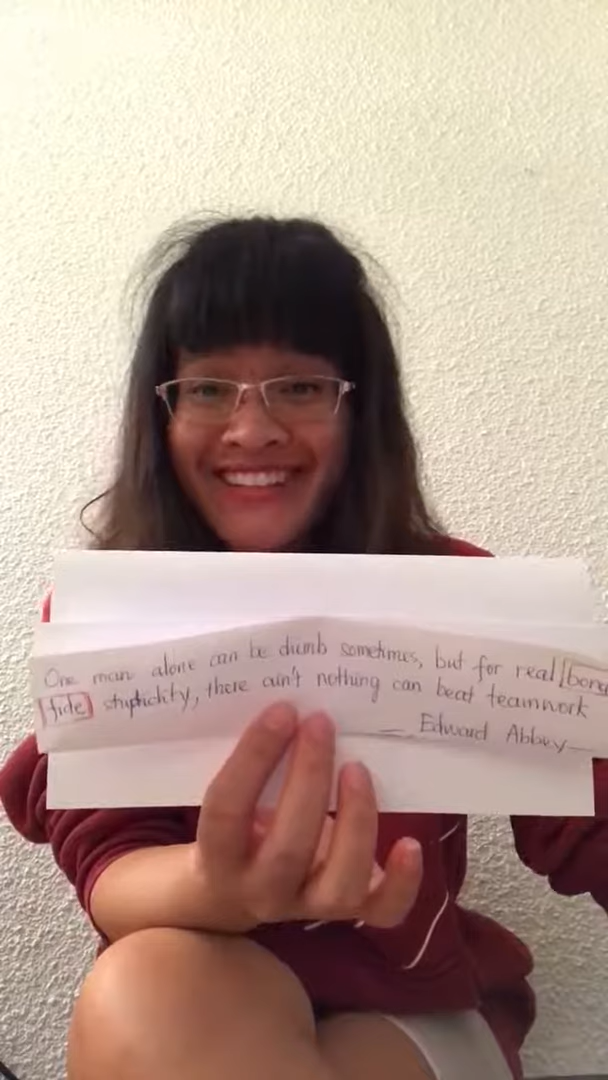 One man alone can be dumb sometimes, but for real bona
fide stupidity, there ain't nothing can beat teamwork
— Edward Abbey —